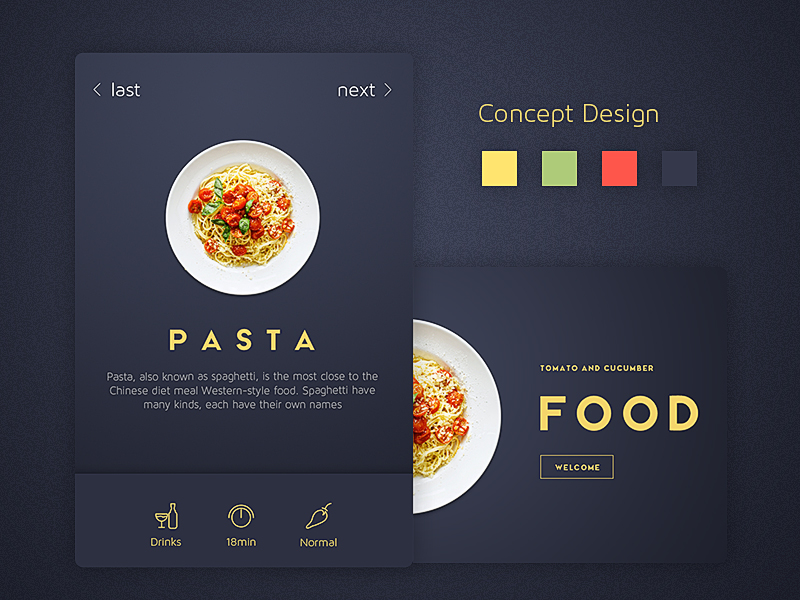 last
next
PASTA
Pasta, also known as spaghetti, is the most close to the
Chinese diet meal Western-style food. Spaghetti have
many kinds, each have their own names
Drinks
18min
Normal
Concept Design
TOMATO AND CUCUMBER
FOOD
WELCOME